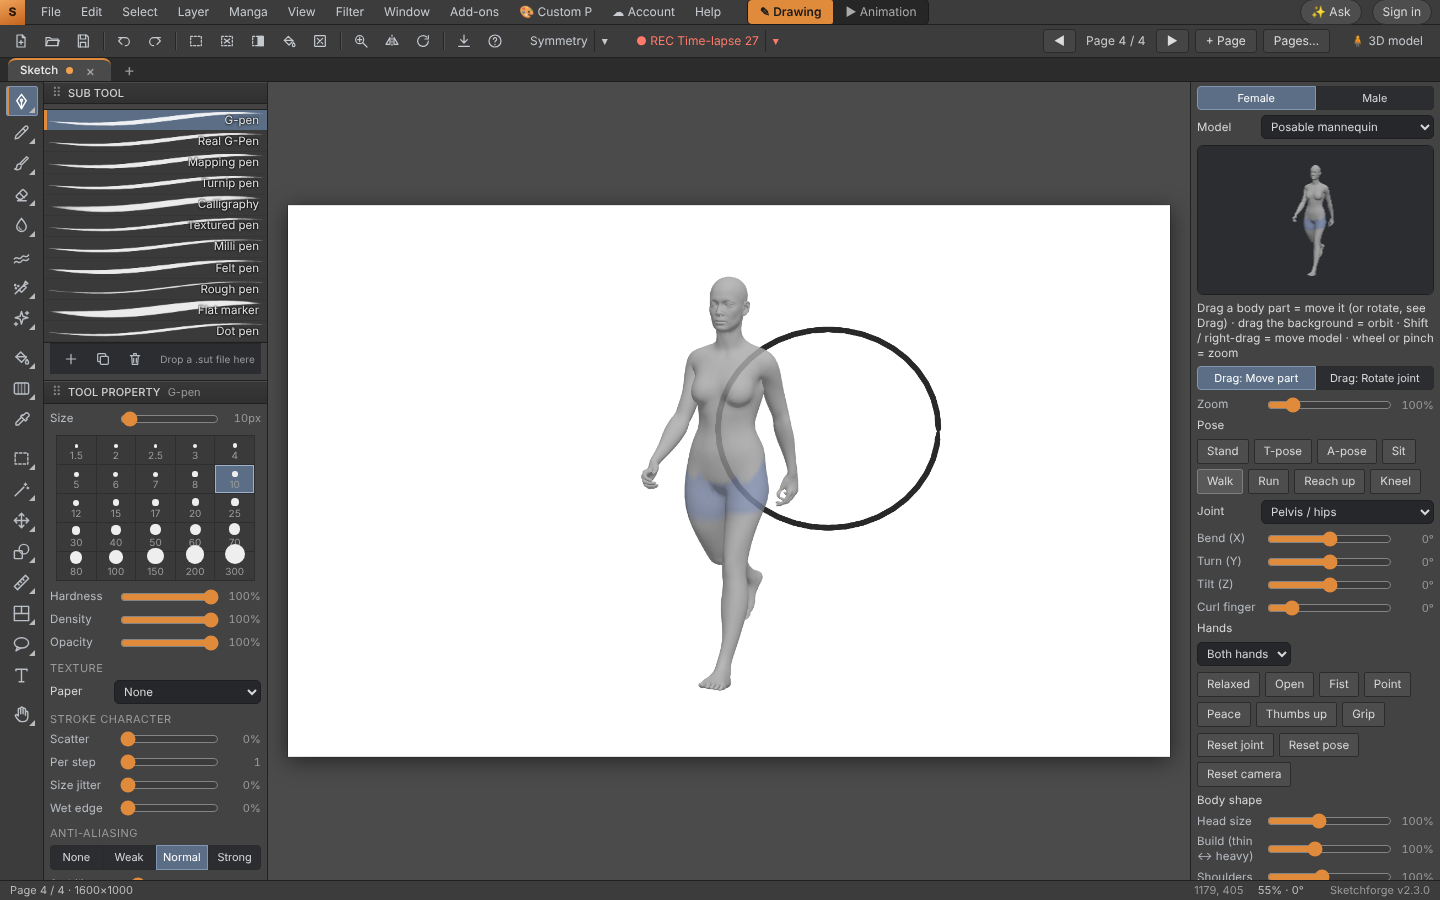 S File Edit Select Layer Manga View Filter Window Add-ons 🎨 Custom P ☁ Account Help ✎ Drawing ▶ Animation ✨ Ask Sign in
Symmetry ▾ REC Time-lapse 27 ▾ ◀ Page 4 / 4 ▶ + Page Pages... 3D model
Sketch × +
SUB TOOL
G-pen
Real G-Pen
Mapping pen
Turnip pen
Calligraphy
Textured pen
Milli pen
Felt pen
Rough pen
Flat marker
Dot pen
Drop a .sut file here
TOOL PROPERTY G-pen
Size 10px
1.5 2 2.5 3 4
5 6 7 8 10
12 15 17 20 25
30 40 50 60 70
80 100 150 200 300
Hardness 100%
Density 100%
Opacity 100%
TEXTURE
Paper None
STROKE CHARACTER
Scatter 0%
Per step 1
Size jitter 0%
Wet edge 0%
ANTI-ALIASING
None Weak Normal Strong
Female Male
Model Posable mannequin
Drag a body part = move it (or rotate, see
Drag) · drag the background = orbit · Shift
/ right-drag = move model · wheel or pinch
= zoom
Drag: Move part Drag: Rotate joint
Zoom 100%
Pose
Stand T-pose A-pose Sit
Walk Run Reach up Kneel
Joint Pelvis / hips
Bend (X) 0°
Turn (Y) 0°
Tilt (Z) 0°
Curl finger 0°
Hands
Both hands
Relaxed Open Fist Point
Peace Thumbs up Grip
Reset joint Reset pose
Reset camera
Body shape
Head size 100%
Build (thin
↔ heavy) 100%
Shoulders 100%
Page 4 / 4 · 1600×1000 1179, 405 55% · 0° Sketchforge v2.3.0